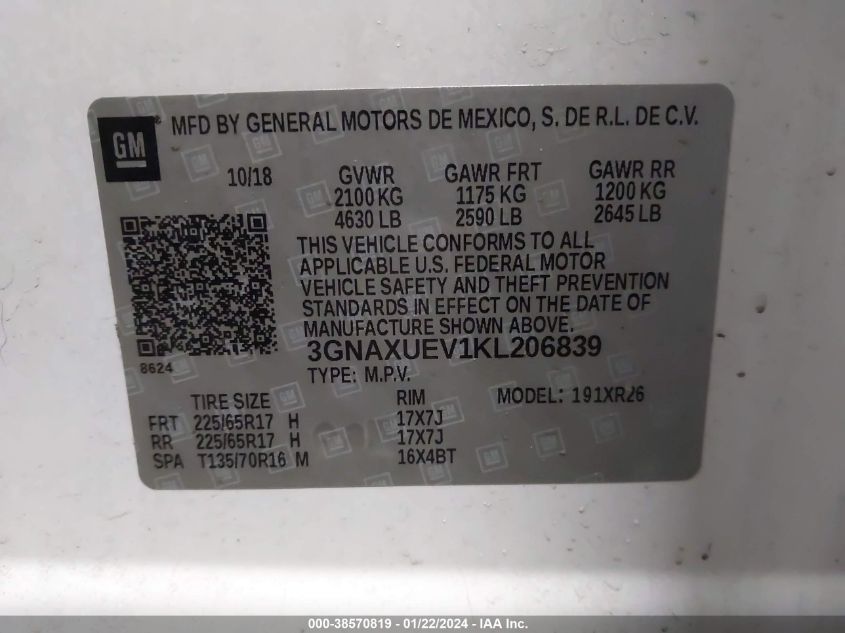 GM ® MFD BY GENERAL MOTORS DE MEXICO, S. DE R.L. DE C.V.
10/18 GVWR GAWR FRT GAWR RR
2100 KG 1175 KG 1200 KG
4630 LB 2590 LB 2645 LB
THIS VEHICLE CONFORMS TO ALL
APPLICABLE U.S. FEDERAL MOTOR
VEHICLE SAFETY AND THEFT PREVENTION
STANDARDS IN EFFECT ON THE DATE OF
MANUFACTURE SHOWN ABOVE.
3GNAXUEV1KL206839
8624
TYPE: M.P.V. MODEL: 191XR26
TIRE SIZE RIM
FRT 225/65R17 H 17X7J
RR 225/65R17 H 17X7J
SPA T135/70R16 M 16X4BT
000-38570819 - 01/22/2024 - IAA Inc.